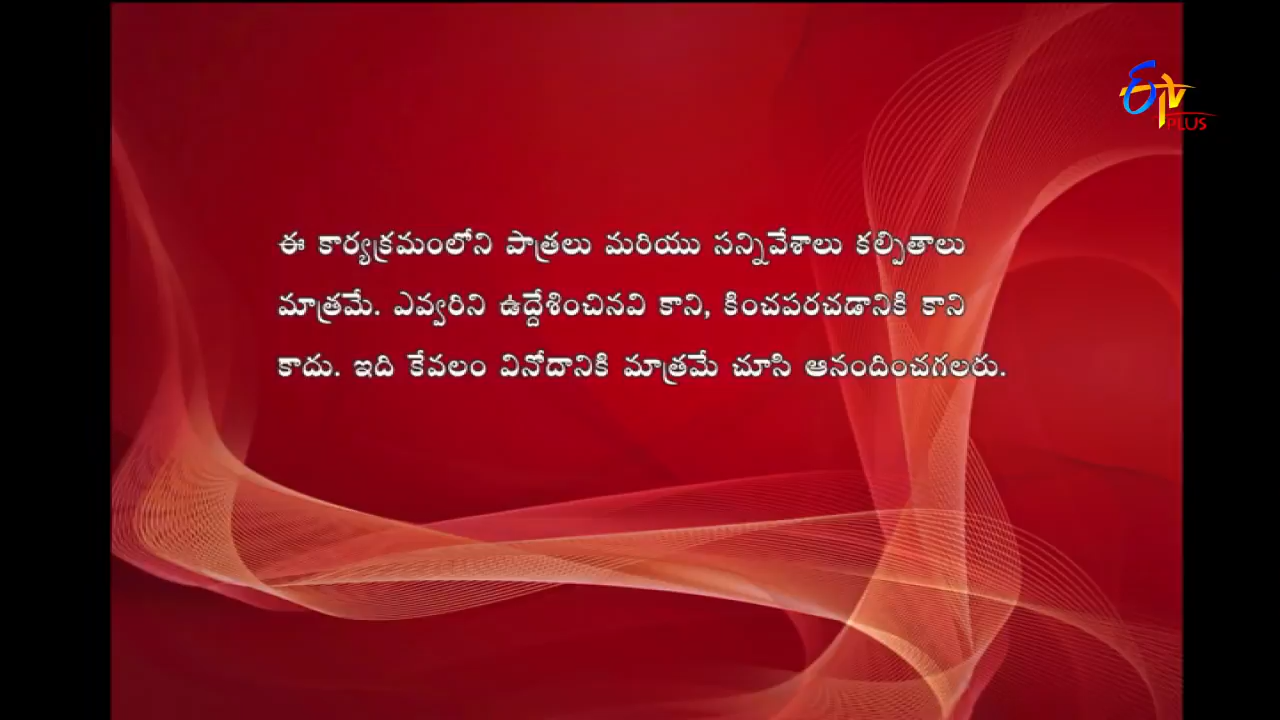 ETV
PLUS
ఈ కార్యక్రమంలోని పాత్రలు మరియు సన్నివేశాలు కల్పితాలు
మాత్రమే. ఎవ్వరిని ఉద్దేశించినవి కాని, కించపరచడానికి కాని
కాదు. ఇది కేవలం వినోదానికి మాత్రమే చూసి ఆనందించగలరు.